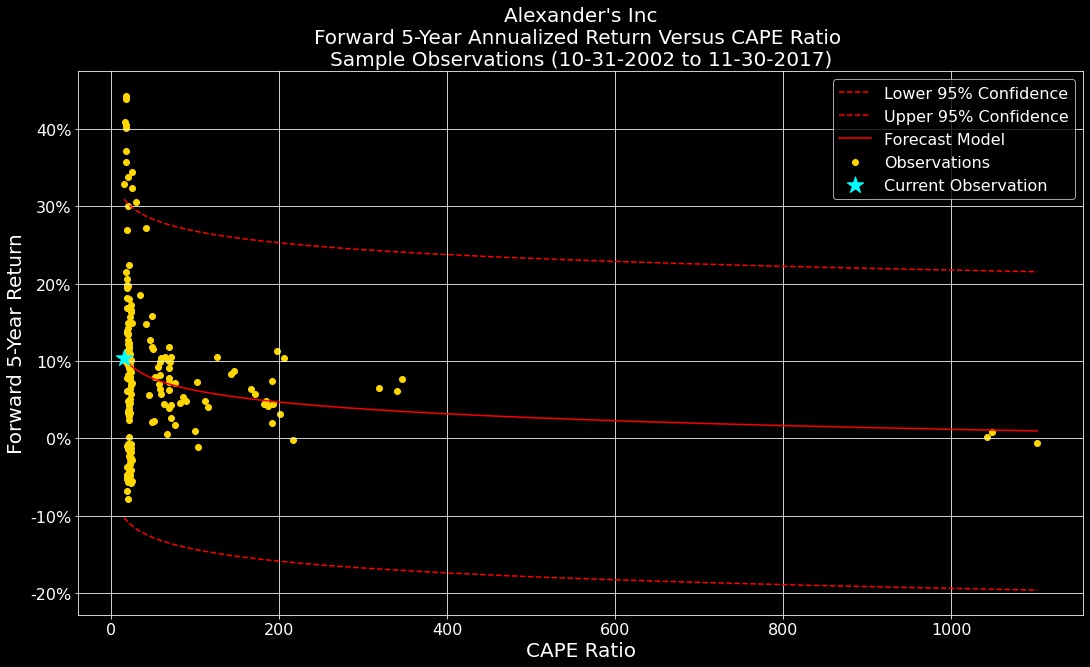 Alexander's Inc
Forward 5-Year Annualized Return Versus CAPE Ratio
Sample Observations (10-31-2002 to 11-30-2017)
Lower 95% Confidence
Upper 95% Confidence
Forecast Model
Observations
Current Observation
Forward 5-Year Return
40%
30%
20%
10%
0%
-10%
-20%
0 200 400 600 800 1000
CAPE Ratio